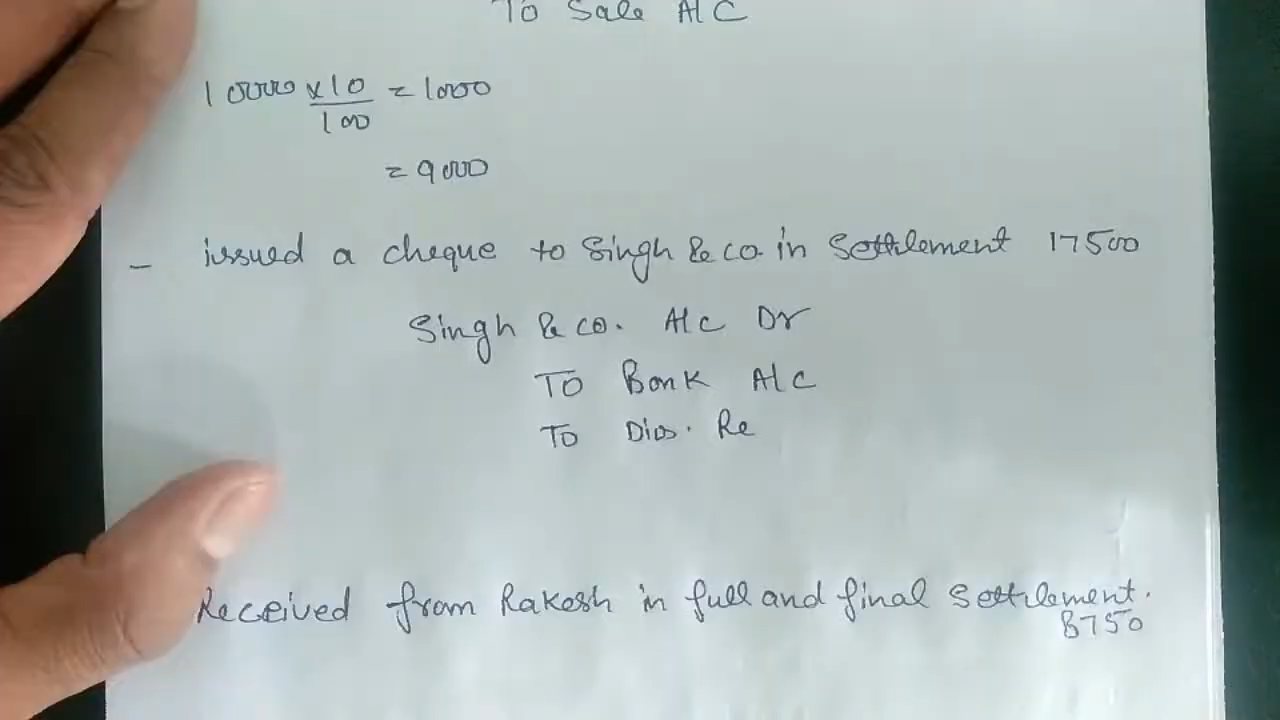 To Sale A/C
10000 x 10 / 100 = 1000
= 9000
- issued a cheque to Singh & co. in Settlement 17500
Singh & co. A/c Dr
To Bank A/c
To Dis. Re
Received from Rakesh in full and final Settlement.
8750